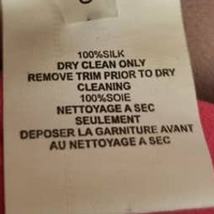 100%SILK
DRY CLEAN ONLY
REMOVE TRIM PRIOR TO DRY
CLEANING
100%SOIE
NETTOYAGE A SEC
SEULEMENT
DEPOSER LA GARNITURE AVANT
AU NETTOYAGE A SEC